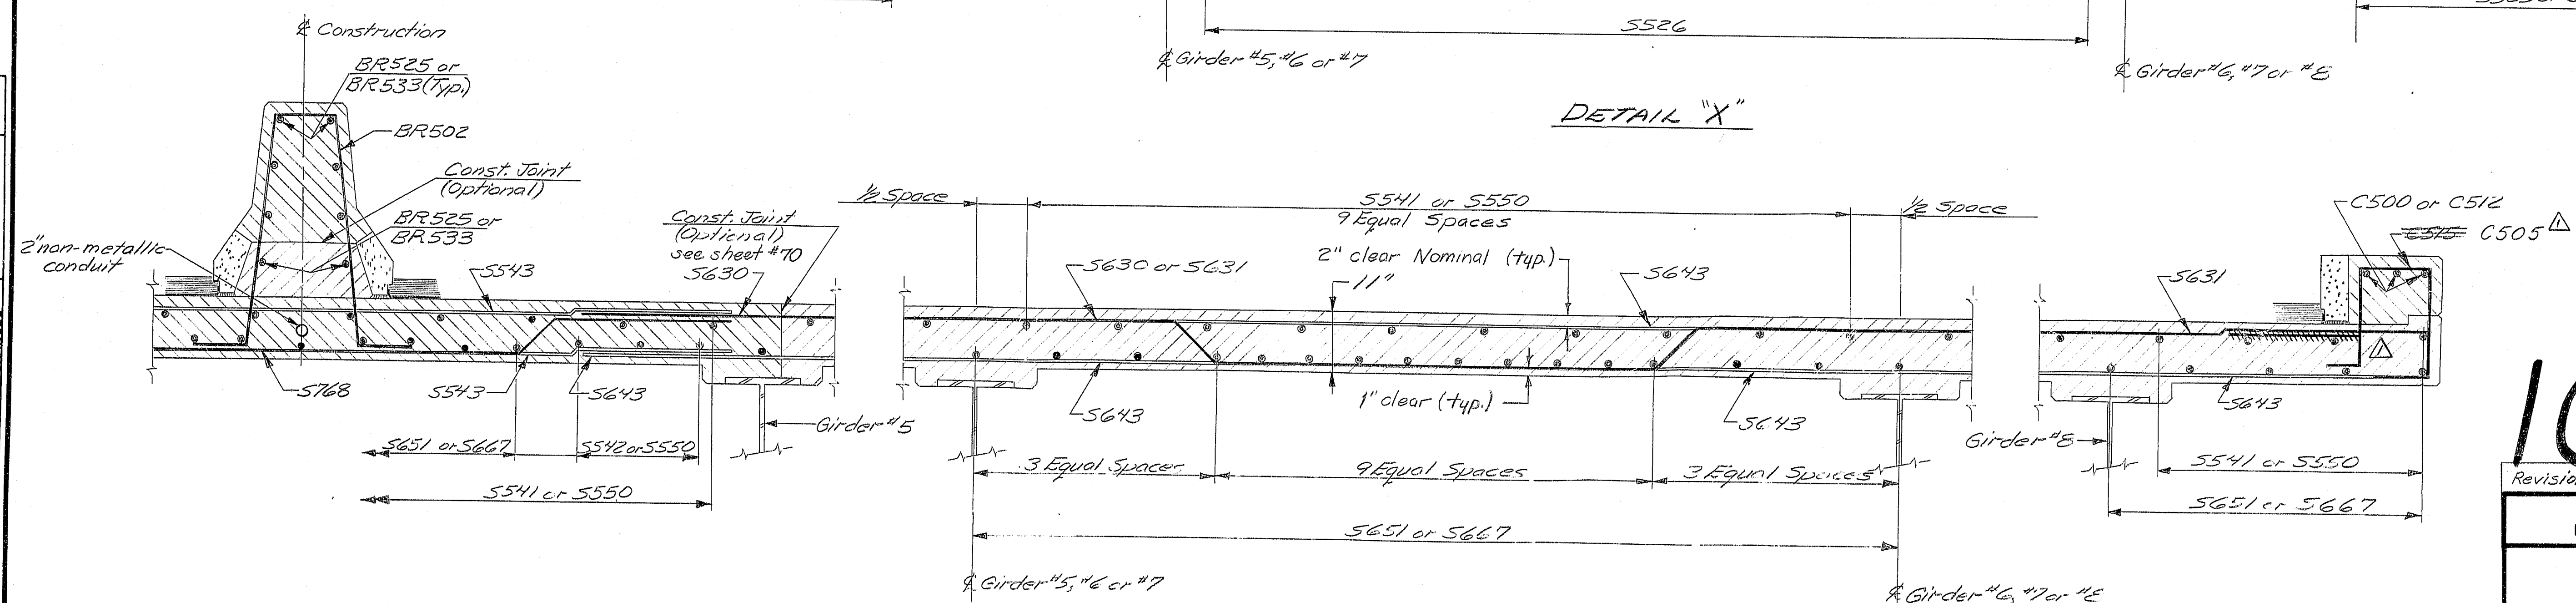 S526
℄ Girder #5, #6 or #7
℄ Girder #6, #7 or #8
DETAIL "X"
℄ Construction
BR525 or
BR533 (Typ.)
BR502
Const. Joint
(Optional)
BR525 or
BR533
2" non-metallic
conduit
S543
Const. Joint
(Optional)
see sheet #70
S630
S768
S543
S643
Girder #5
S651 or S667
S542 or S550
S541 or S550
½ Space
S541 or S550
9 Equal Spaces
½ Space
S630 or S631
2" clear Nominal (typ.)
11"
S643
S643
1" clear (typ.)
S643
3 Equal Spaces
9 Equal Spaces
3 Equal Spaces
S651 or S667
℄ Girder #5, #6 or #7
℄ Girder #6, #7 or #8
C500 or C512
C515 C505 1
S631
1
S643
Girder #8
S541 or S550
S651 or S667
Revision